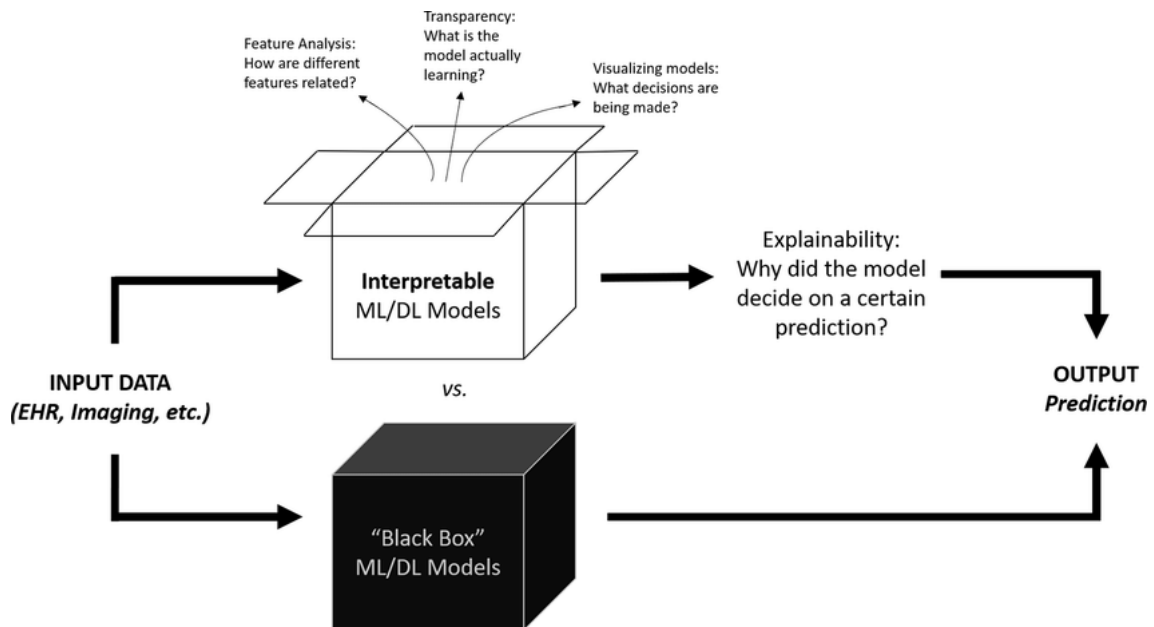 Feature Analysis:
How are different
features related?
Transparency:
What is the
model actually
learning?
Visualizing models:
What decisions are
being made?
Interpretable
ML/DL Models
Explainability:
Why did the model
decide on a certain
prediction?
INPUT DATA
(EHR, Imaging, etc.)
vs.
OUTPUT
Prediction
“Black Box”
ML/DL Models